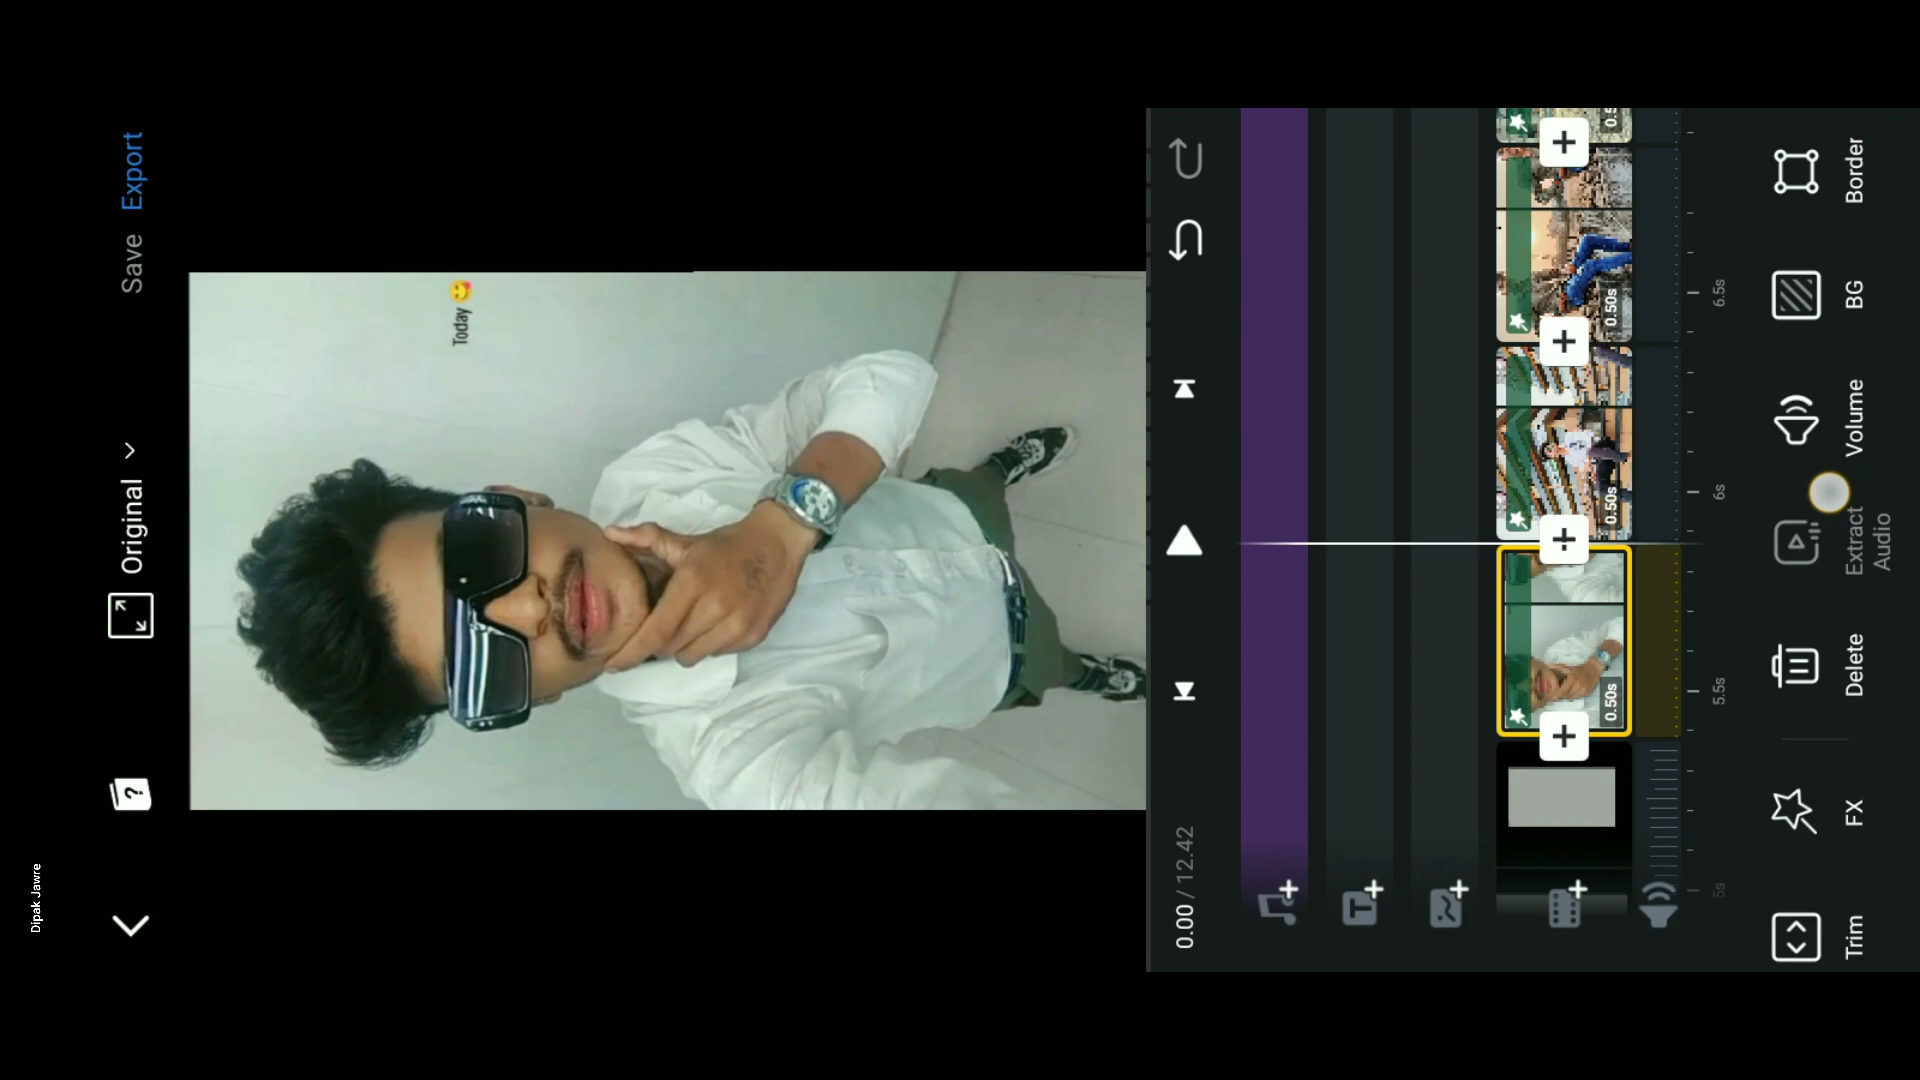 Dipak Jawre
Original
Save
Export
Today 😋
0.00 / 12.42
0.50s
0.50s
0.50s
5s
5.5s
6s
6.5s
Trim
FX
Delete
Extract
Audio
Volume
BG
Border